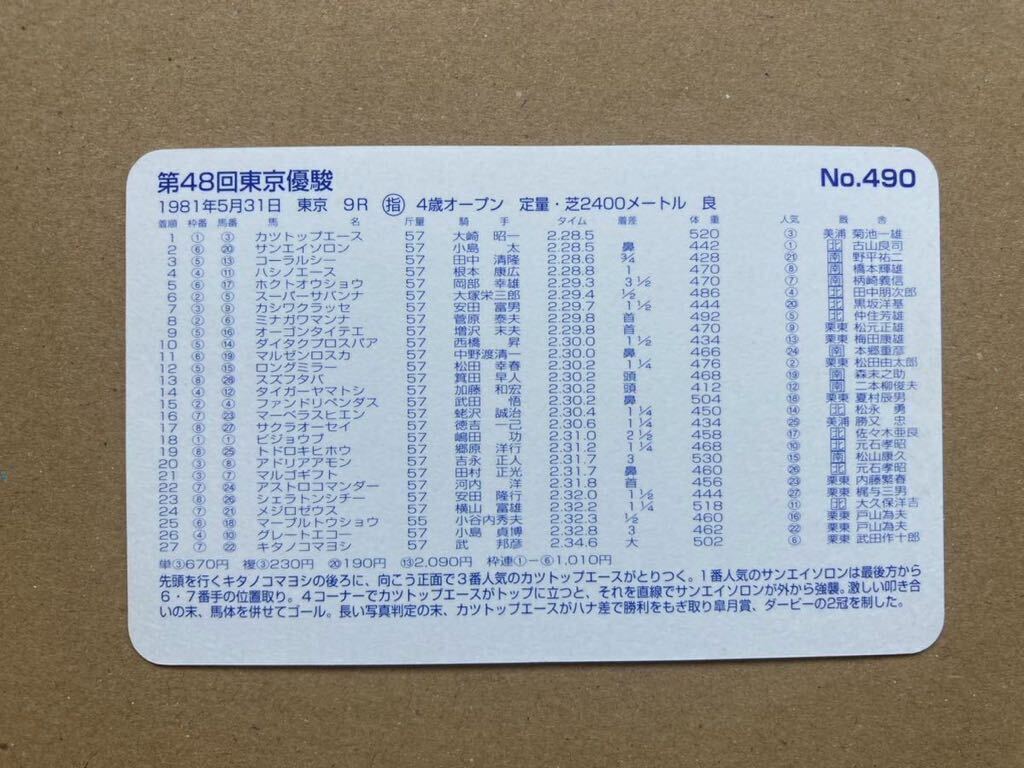 第48回東京優駿 No.490
1981年5月31日 東京 9R 指 4歳オープン 定量・芝2400メートル 良
着順 枠番 馬番 馬名 斤量 騎手 タイム 着差 体重 人気 厩舎
1 ① ③ カツトップエース 57 大崎 昭一 2.28.5 520 ③ 美浦 菊池一雄
2 ⑥ ⑳ サンエイソロン 57 小島 太 2.28.5 鼻 442 ① 北 古山良司
3 ⑤ ⑬ コーラルシー 57 田中 清隆 2.28.6 ¾ 428 ㉑ 南 野平祐二
4 ④ ⑪ ハシノエース 57 根本 康広 2.28.8 1 470 ⑧ 南 橋本輝雄
5 ⑥ ⑰ ホクトオウショウ 57 岡部 幸雄 2.29.3 3 ½ 470 ⑦ 南 柄崎義信
6 ② ⑤ スーパーサバンナ 57 大塚栄三郎 2.29.4 ½ 486 ④ 北 田中明次郎
7 ③ ⑨ カシワクラッセ 57 安田 富男 2.29.7 1 ½ 444 ⑳ 北 黒坂洋基
8 ② ⑥ ミナガワマンナ 57 菅原 泰夫 2.29.8 首 492 ⑤ 北 仲住芳雄
9 ⑤ ⑯ オーゴンタイテエ 57 増沢 末夫 2.29.8 首 470 ⑨ 栗東 松元正雄
10 ⑤ ⑭ ダイタクプロスパア 57 西橋 昇 2.30.0 1 434 ⑬ 栗東 梅田康雄
11 ⑥ ⑲ マルゼンロスカ 57 中野渡清一 2.30.0 鼻 466 ㉔ 南 本郷重彦
12 ⑤ ⑮ ロングミラー 57 松田 幸春 2.30.2 1 ¼ 476 ② 栗東 松田由太郎
13 ⑧ ㉖ スズフタバ 57 箕田 早人 2.30.2 頭 468 ⑲ 南 森末之助
14 ④ ⑫ タイガーヤマトシ 57 加藤 和宏 2.30.2 頭 412 ⑫ 南 二本柳俊夫
15 ② ④ ファンドリペンダス 57 武田 悟 2.30.2 鼻 504 ⑱ 栗東 夏村辰男
16 ⑦ ㉓ マーベラスヒエン 57 蛯沢 誠治 2.30.4 1 ¼ 450 ⑭ 北 松永 勇
17 ⑧ ㉗ サクラオーセイ 57 徳吉 一己 2.30.6 1 ¼ 434 ㉕ 美浦 勝又 忠
18 ① ① ビジョウブ 57 嶋田 功 2.31.0 2 ½ 458 ⑰ 北 佐々木亜良
19 ⑧ ㉕ トドロキヒホウ 57 郷原 洋行 2.31.2 1 ¼ 468 ⑩ 北 元石孝昭
20 ③ ⑧ アドリアアモン 57 吉永 正人 2.31.7 3 530 ⑮ 南 松山康久
21 ③ ⑦ マルゴギフト 57 田村 正光 2.31.7 鼻 460 ㉖ 北 元石孝昭
22 ⑦ ㉔ アストロコマンダー 57 河内 洋 2.31.8 首 456 ㉓ 栗東 内藤繁春
23 ① ② シェラトンシチー 57 安田 隆行 2.32.0 1 ½ 444 ㉗ 栗東 梶与三男
24 ⑦ ㉑ メジロゼウス 57 横山 富雄 2.32.2 1 ¼ 518 ⑪ 北 大久保洋吉
25 ⑥ ⑱ マーブルトウショウ 55 小谷内秀夫 2.32.3 ½ 460 ⑯ 栗東 戸山為夫
26 ④ ⑩ グレートエコー 57 小島 貞博 2.32.8 3 462 ㉒ 栗東 戸山為夫
27 ⑦ ㉒ キタノコマヨシ 57 武 邦彦 2.34.6 大 502 ⑥ 栗東 武田作十郎
単③670円 複③230円 ⑳190円 ⑬2.090円 枠連①-⑥1,010円
先頭を行くキタノコマヨシの後ろに、向こう正面で3番人気のカツトップエースがとりつく。1番人気のサンエイソロンは最後方から
6・7番手の位置取り。4コーナーでカツトップエースがトップに立つと、それを直線でサンエイソロンが外から強襲。激しい叩き合
いの末、馬体を併せてゴール。長い写真判定の末、カツトップエースがハナ差で勝利をもぎ取り皐月賞、ダービーの2冠を制した。